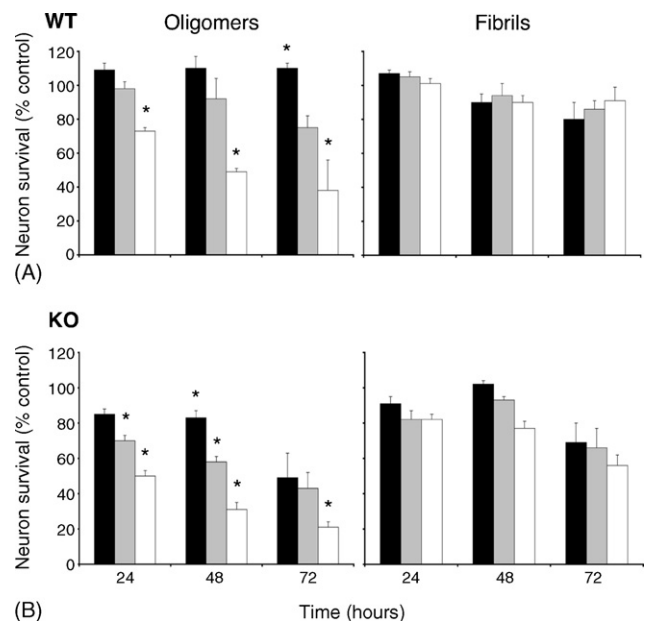 WT
Oligomers
Fibrils
Neuron survival (% control)
120
100
80
60
40
20
0
* * * *
(A)
KO
Neuron survival (% control)
120
100
80
60
40
20
0
* * * * * *
24 48 72
24 48 72
(B)
Time (hours)